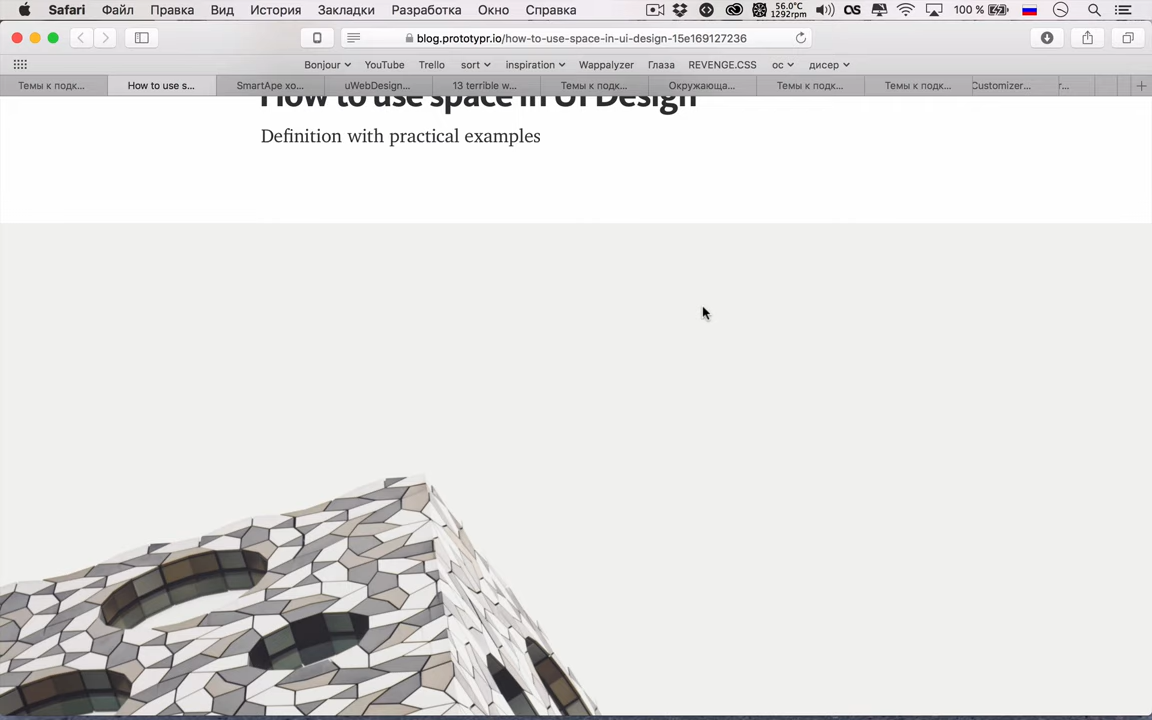 Safari Файл Правка Вид История Закладки Разработка Окно Справка 56.0°C 1292rpm 100 %
blog.prototypr.io/how-to-use-space-in-ui-design-15e169127236
Bonjour YouTube Trello sort inspiration Wappalyzer Глаза REVENGE.CSS ос дисер
Темы к подк... How to use s... SmartApe хо... uWebDesign... 13 terrible w... Темы к подк... Окружающа... Темы к подк... Темы к подк... Customizer... г...
How to use space in UI Design
Definition with practical examples